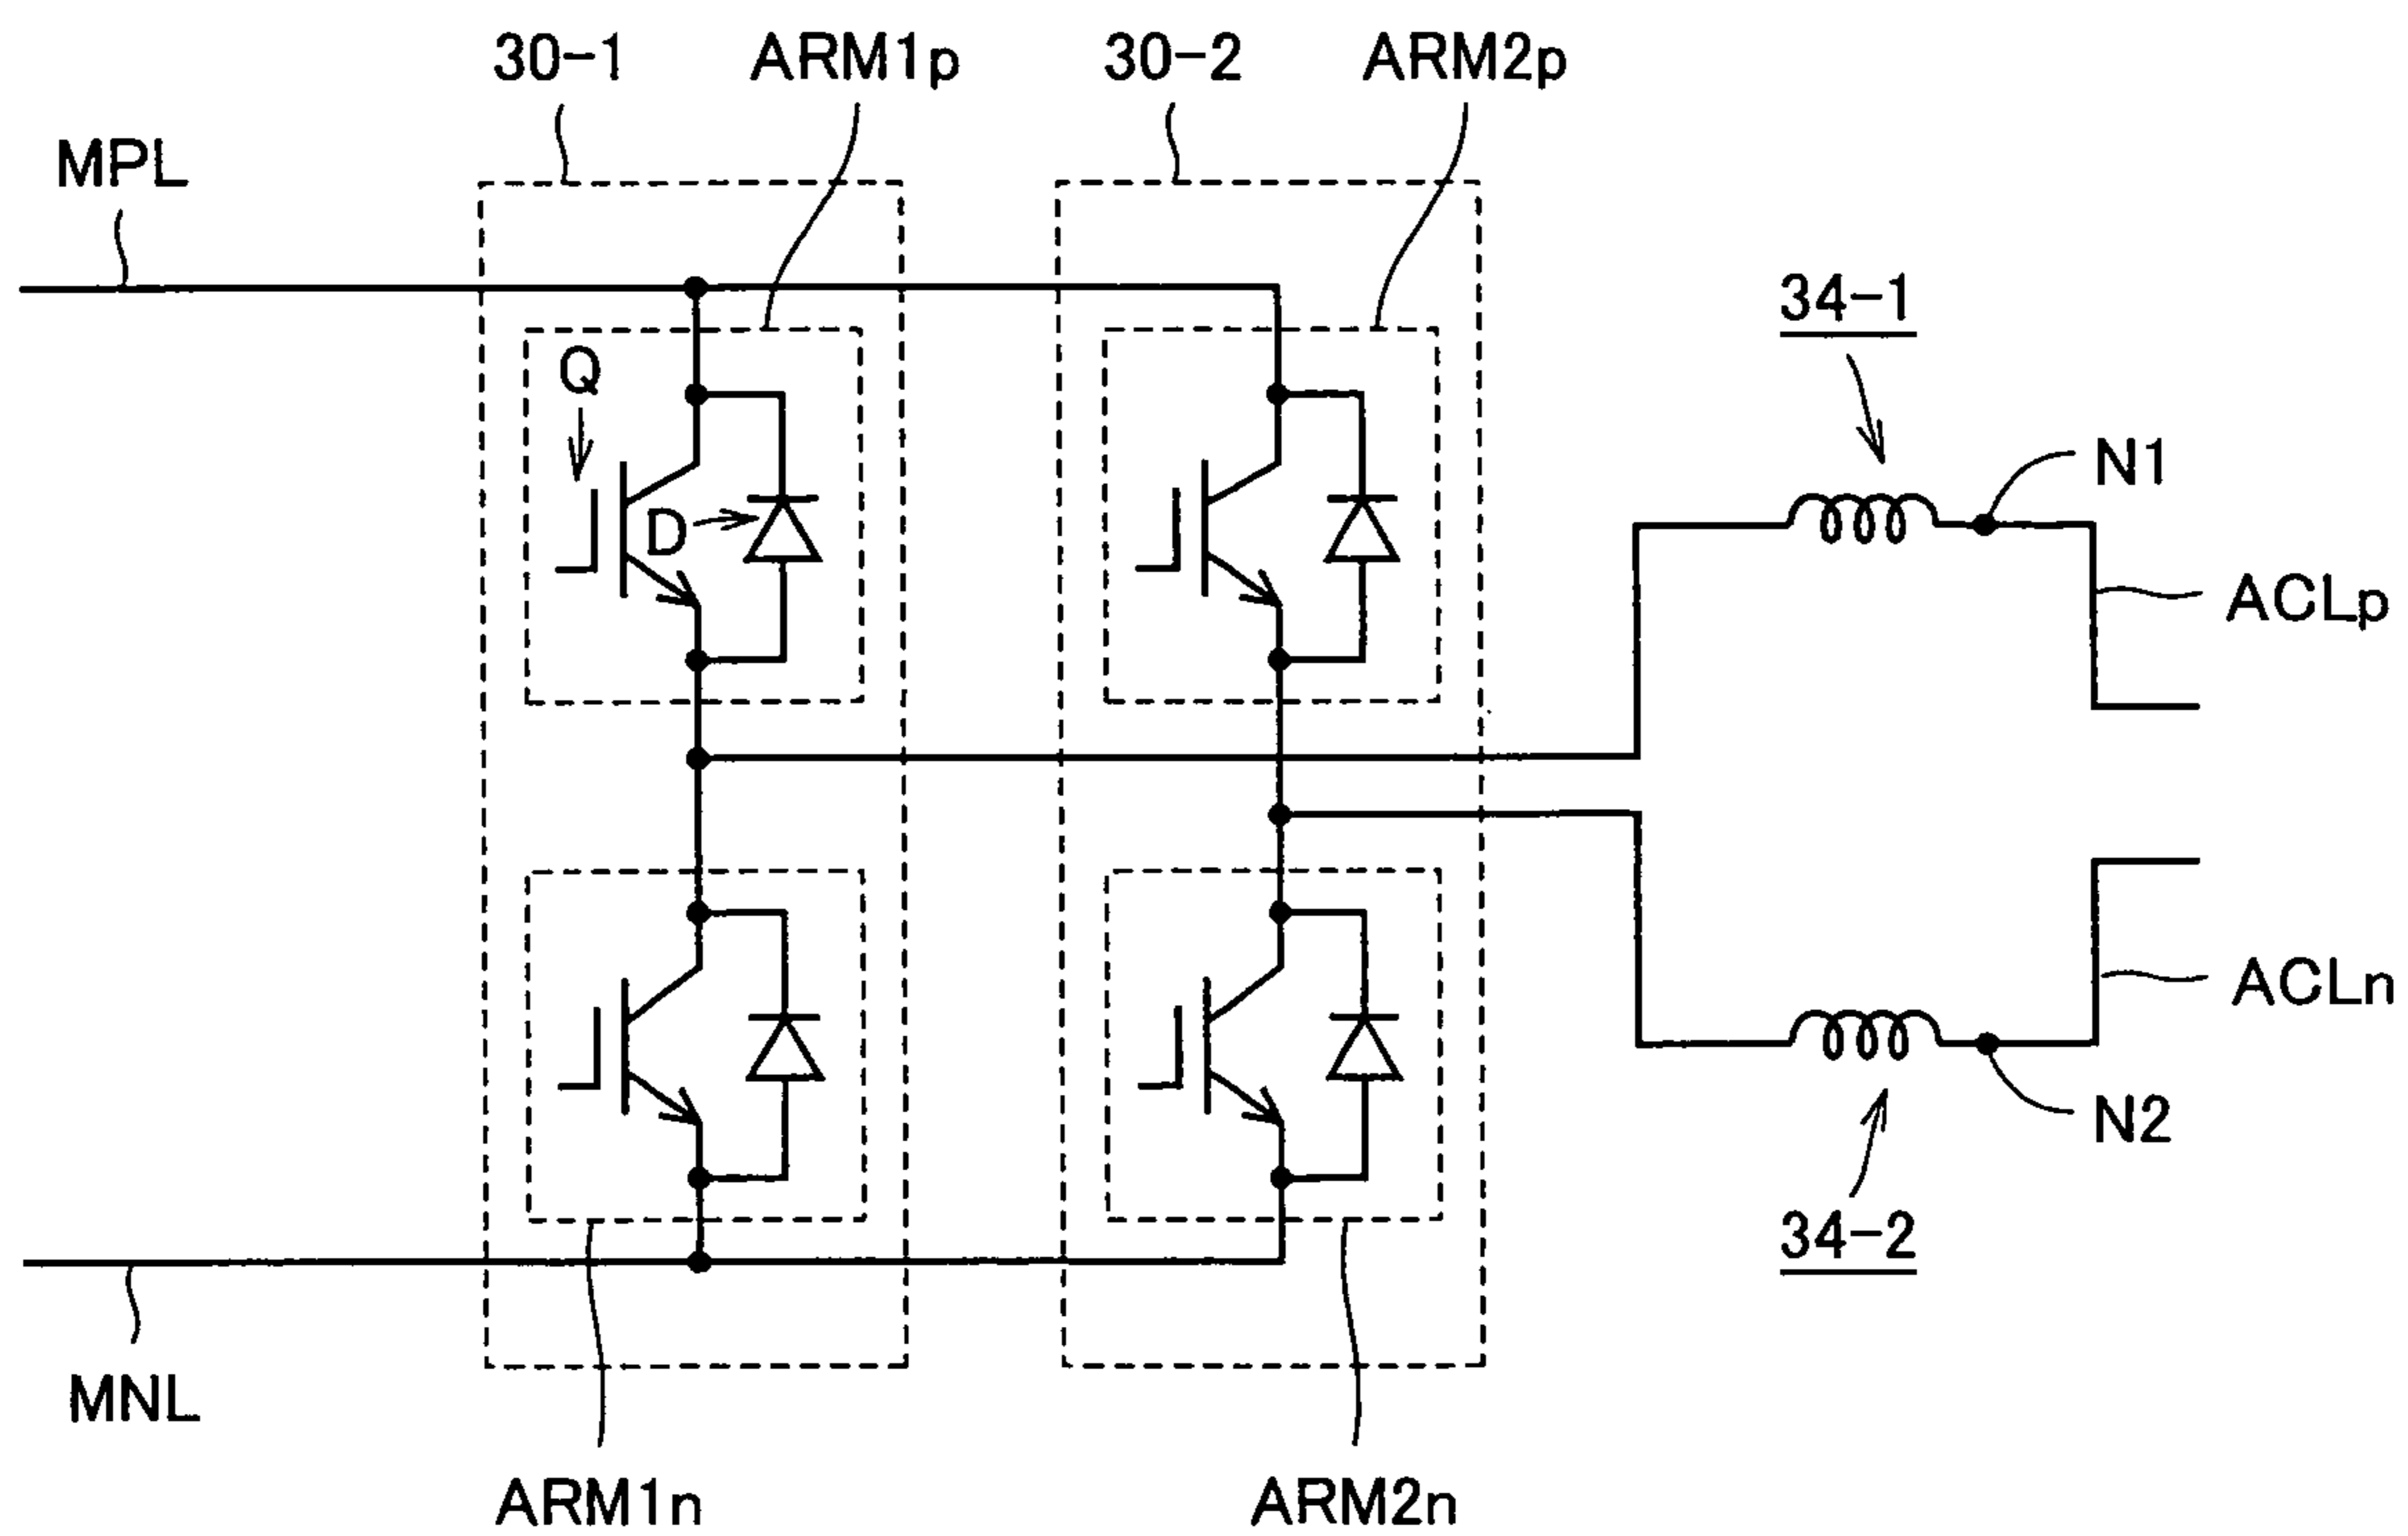 30-1
ARM1p
30-2
ARM2p
MPL
34-1
Q
N1
D
ACLp
ACLn
N2
34-2
MNL
ARM1n
ARM2n